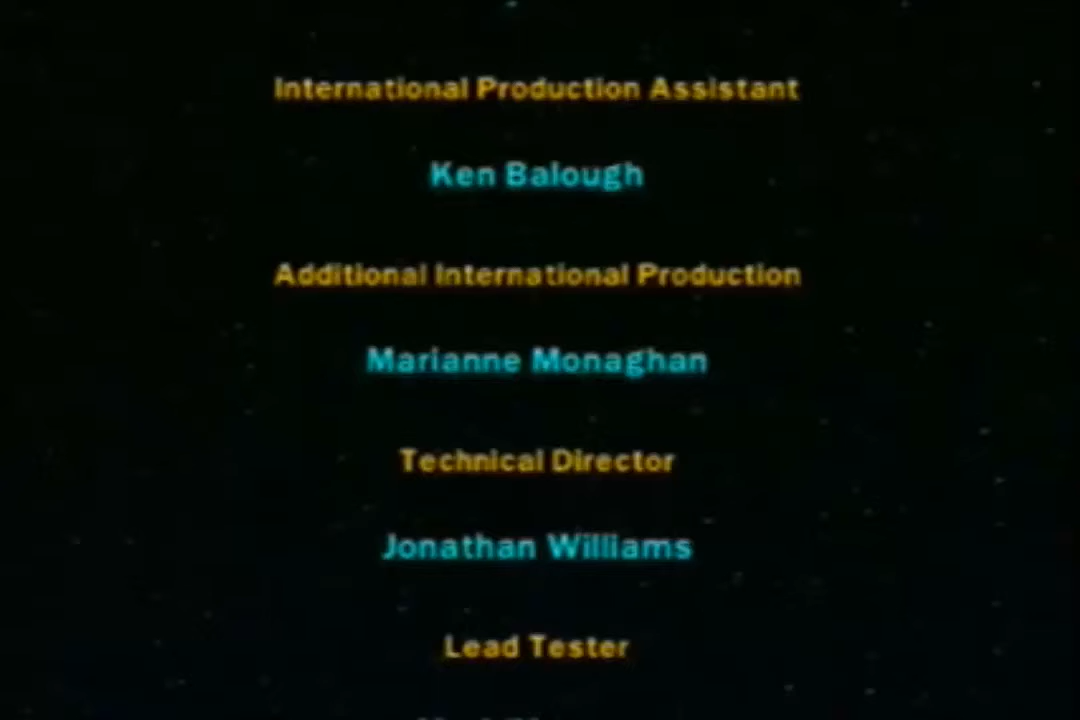 International Production Assistant
Ken Balough
Additional International Production
Marianne Monaghan
Technical Director
Jonathan Williams
Lead Tester